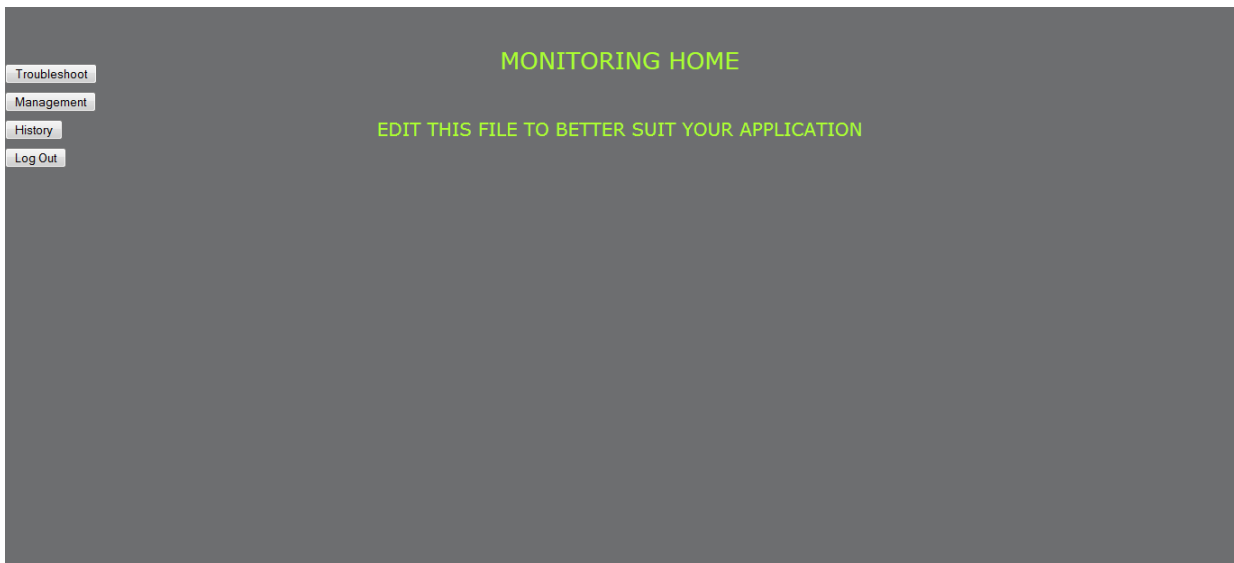 MONITORING HOME
Troubleshoot
Management
History
EDIT THIS FILE TO BETTER SUIT YOUR APPLICATION
Log Out